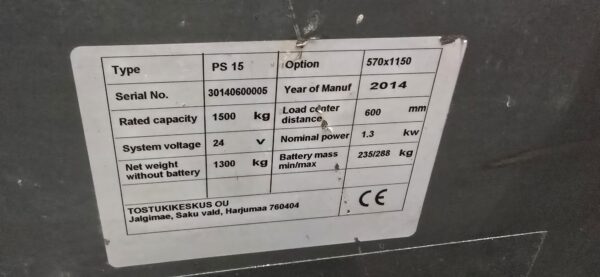 Type PS 15 Option 570x1150
Serial No. 30140600005 Year of Manuf 2014
Rated capacity 1500 kg Load center distance 600 mm
System voltage 24 V Nominal power 1.3 kw
Net weight without battery 1300 kg Battery mass min/max 235/288 kg
TOSTUKIKESKUS OU
Jalgimae, Saku vald, Harjumaa 760404
CE